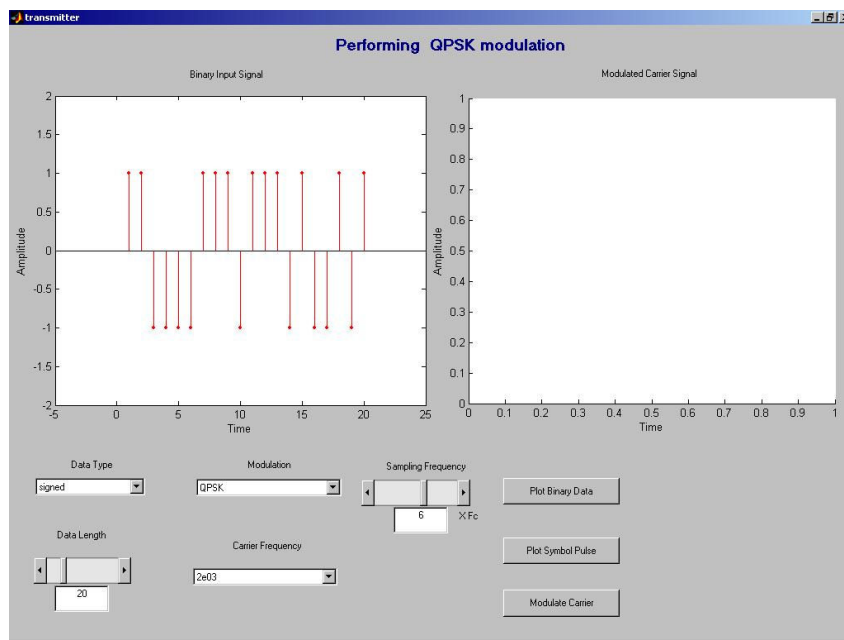 transmitter
Performing QPSK modulation
Binary Input Signal
Modulated Carrier Signal
2
1.5
1
0.5
0
-0.5
-1
-1.5
-2
Amplitude
-5 0 5 10 15 20 25
Time
1
0.9
0.8
0.7
0.6
0.5
0.4
0.3
0.2
0.1
0
Amplitude
0 0.1 0.2 0.3 0.4 0.5 0.6 0.7 0.8 0.9 1
Time
Data Type
signed
Modulation
QPSK
Sampling Frequency
6 X Fc
Plot Binary Data
Data Length
20
Carrier Frequency
2e03
Plot Symbol Pulse
Modulate Carrier